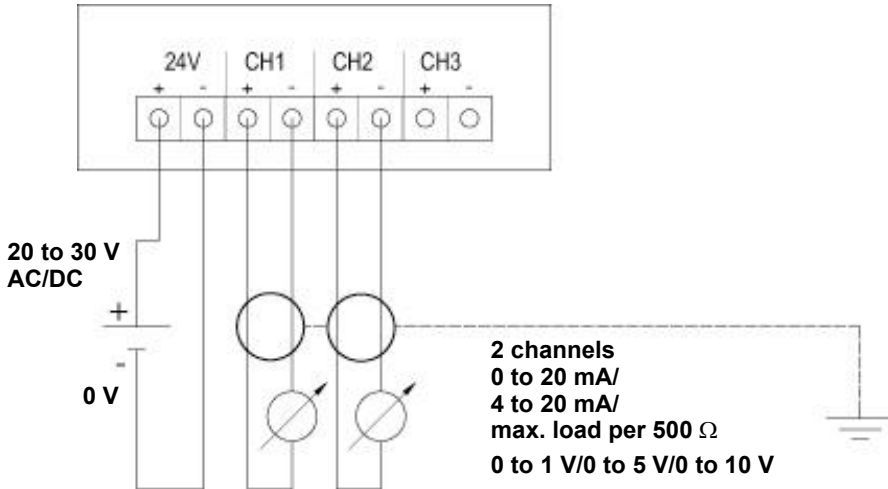 24V CH1 CH2 CH3
+ - + - + - + -
20 to 30 V
AC/DC
+
-
0 V
2 channels
0 to 20 mA/
4 to 20 mA/
max. load per 500 Ω
0 to 1 V/0 to 5 V/0 to 10 V